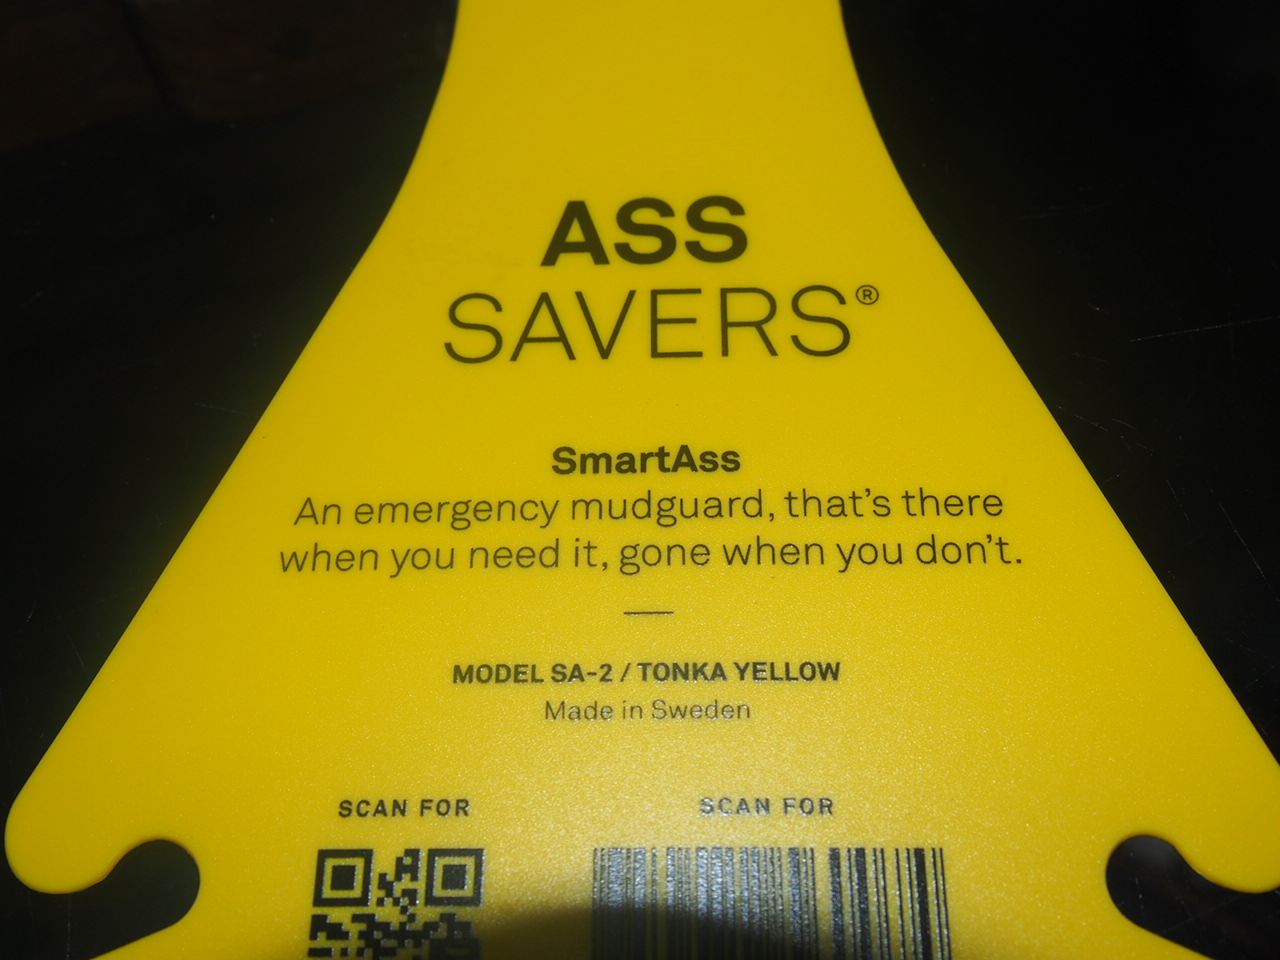 ASS
SAVERS®
SmartAss
An emergency mudguard, that's there
when you need it, gone when you don't.
MODEL SA-2 / TONKA YELLOW
Made in Sweden
SCAN FOR SCAN FOR